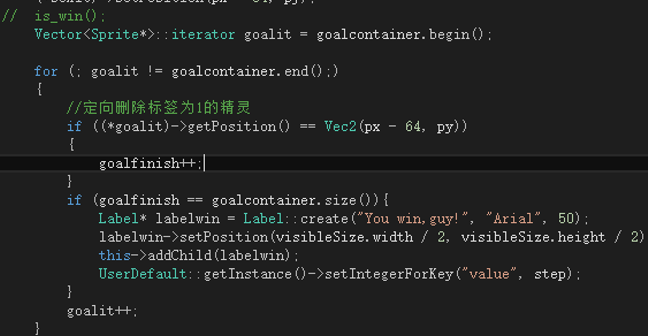 //  is_win();
Vector<Sprite*>::iterator goalit = goalcontainer.begin();
for (; goalit != goalcontainer.end();)
{
//定向删除标签为1的精灵
if ((*goalit)->getPosition() == Vec2(px - 64, py))
{
goalfinish++;
}
if (goalfinish == goalcontainer.size()){
Label* labelwin = Label::create("You win,guy!", "Arial", 50);
labelwin->setPosition(visibleSize.width / 2, visibleSize.height / 2)
this->addChild(labelwin);
UserDefault::getInstance()->setIntegerForKey("value", step);
}
goalit++;
}